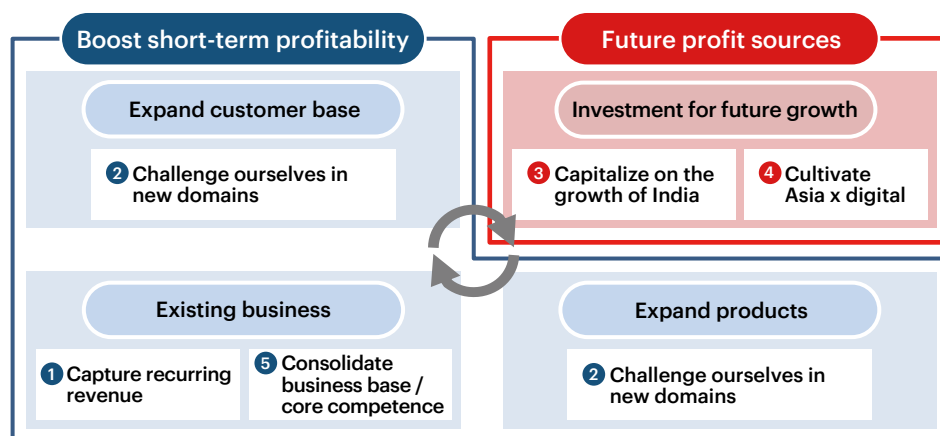 Boost short-term profitability
Future profit sources
Expand customer base
2 Challenge ourselves in
new domains
Investment for future growth
3 Capitalize on the
growth of India
4 Cultivate
Asia x digital
Existing business
1 Capture recurring
revenue
5 Consolidate
business base /
core competence
Expand products
2 Challenge ourselves in
new domains